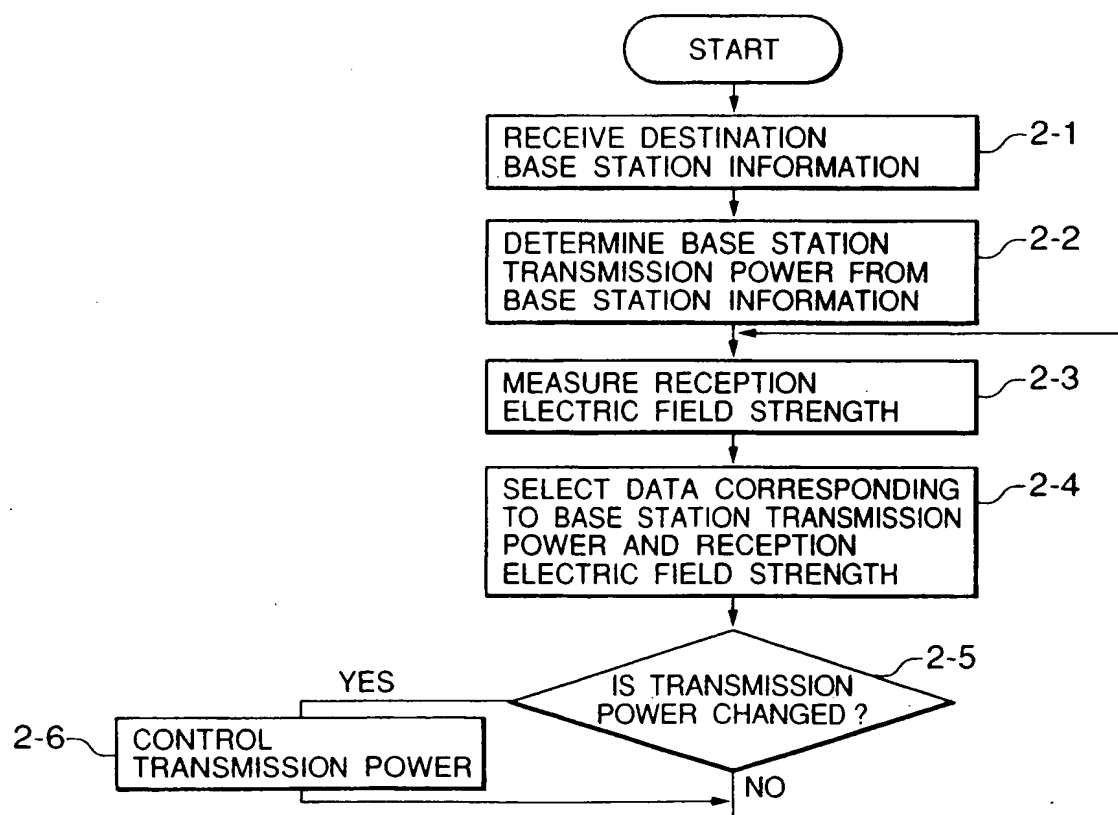 START
RECEIVE DESTINATION
BASE STATION INFORMATION
2-1
DETERMINE BASE STATION
TRANSMISSION POWER FROM
BASE STATION INFORMATION
2-2
MEASURE RECEPTION
ELECTRIC FIELD STRENGTH
2-3
SELECT DATA CORRESPONDING
TO BASE STATION TRANSMISSION
POWER AND RECEPTION
ELECTRIC FIELD STRENGTH
2-4
IS TRANSMISSION
POWER CHANGED?
2-5
YES
2-6
CONTROL
TRANSMISSION POWER
NO